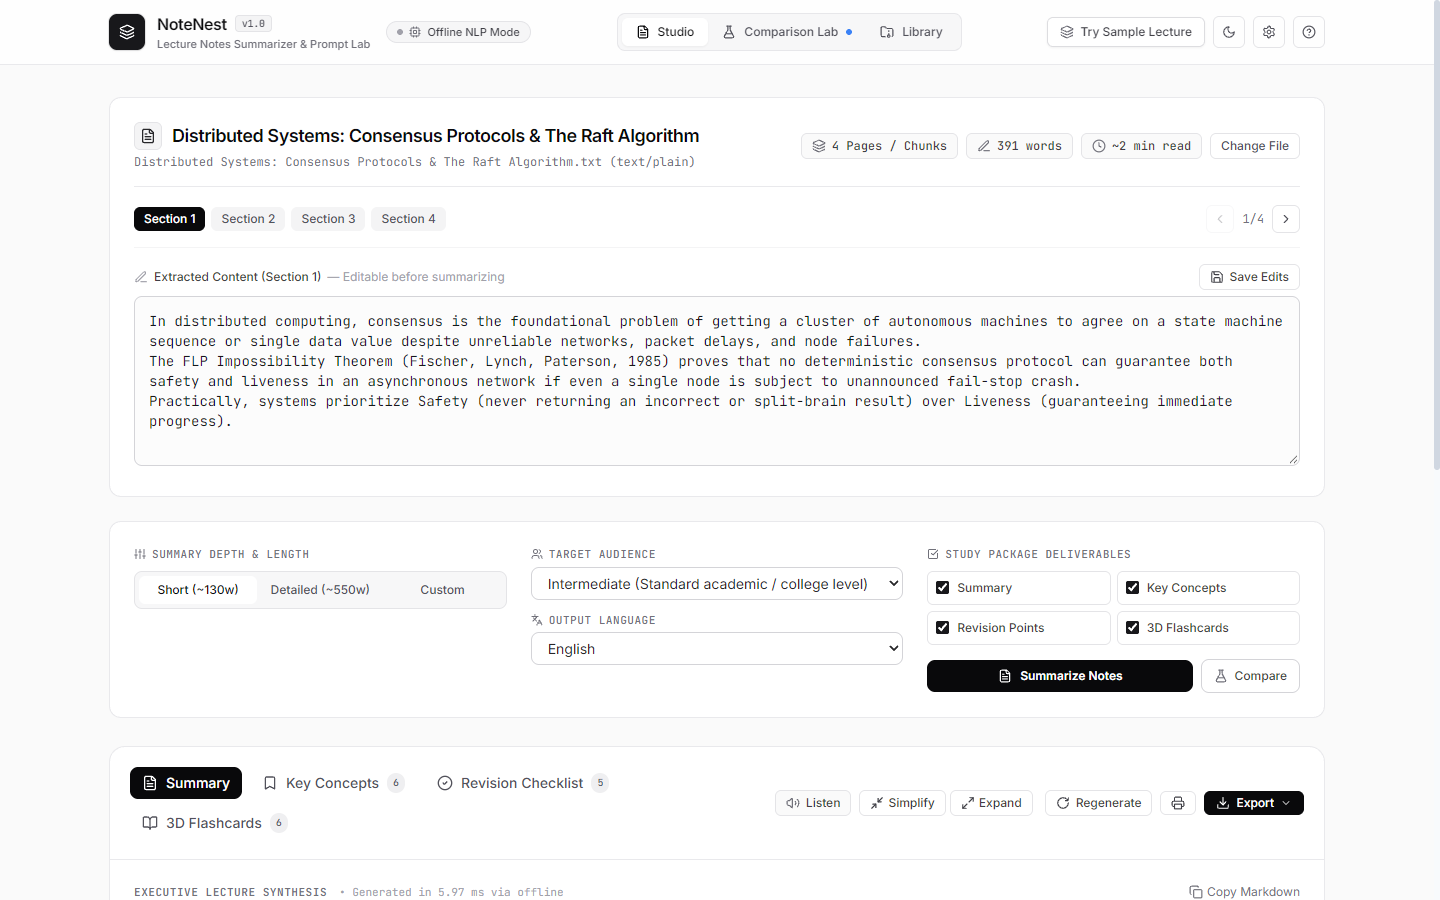 NoteNest v1.0
Lecture Notes Summarizer & Prompt Lab
Offline NLP Mode
Studio
Comparison Lab
Library
Try Sample Lecture
Distributed Systems: Consensus Protocols & The Raft Algorithm
Distributed Systems: Consensus Protocols & The Raft Algorithm.txt (text/plain)
4 Pages / Chunks
391 words
~2 min read
Change File
Section 1
Section 2
Section 3
Section 4
1/4
Extracted Content (Section 1) — Editable before summarizing
Save Edits
In distributed computing, consensus is the foundational problem of getting a cluster of autonomous machines to agree on a state machine
sequence or single data value despite unreliable networks, packet delays, and node failures.
The FLP Impossibility Theorem (Fischer, Lynch, Paterson, 1985) proves that no deterministic consensus protocol can guarantee both
safety and liveness in an asynchronous network if even a single node is subject to unannounced fail-stop crash.
Practically, systems prioritize Safety (never returning an incorrect or split-brain result) over Liveness (guaranteeing immediate
progress).
SUMMARY DEPTH & LENGTH
Short (~130w)
Detailed (~550w)
Custom
TARGET AUDIENCE
Intermediate (Standard academic / college level)
OUTPUT LANGUAGE
English
STUDY PACKAGE DELIVERABLES
Summary
Key Concepts
Revision Points
3D Flashcards
Summarize Notes
Compare
Summary
Key Concepts 6
Revision Checklist 5
3D Flashcards 6
Listen
Simplify
Expand
Regenerate
Export
EXECUTIVE LECTURE SYNTHESIS • Generated in 5.97 ms via offline
Copy Markdown